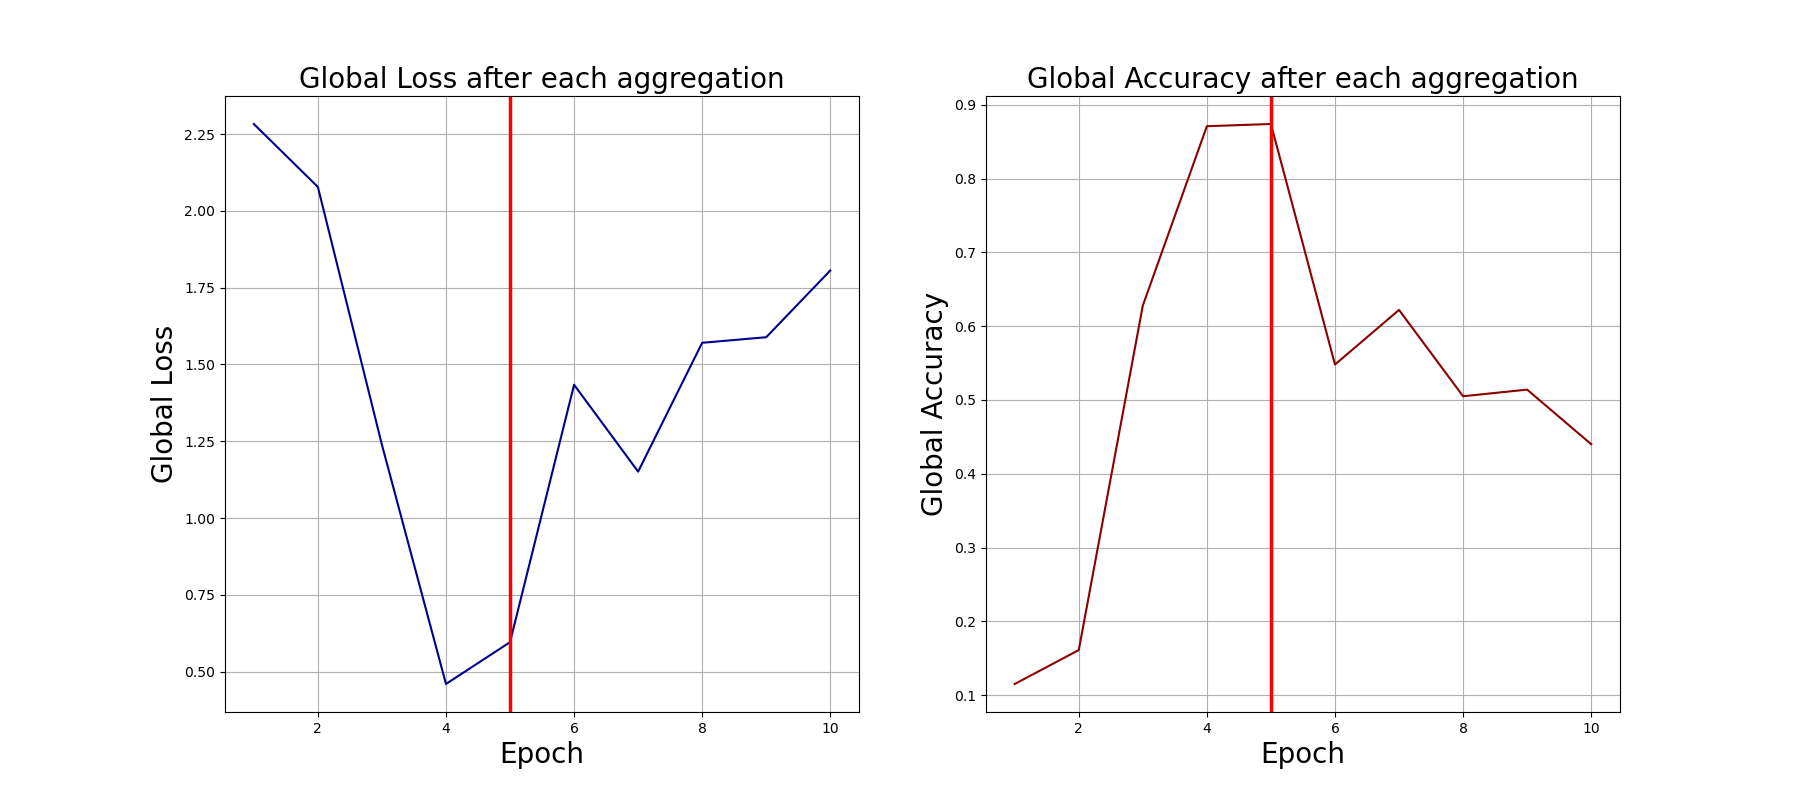 Global Loss after each aggregation
Global Loss
2.25
2.00
1.75
1.50
1.25
1.00
0.75
0.50
2 4 6 8 10
Epoch
Global Accuracy after each aggregation
Global Accuracy
0.9
0.8
0.7
0.6
0.5
0.4
0.3
0.2
0.1
2 4 6 8 10
Epoch